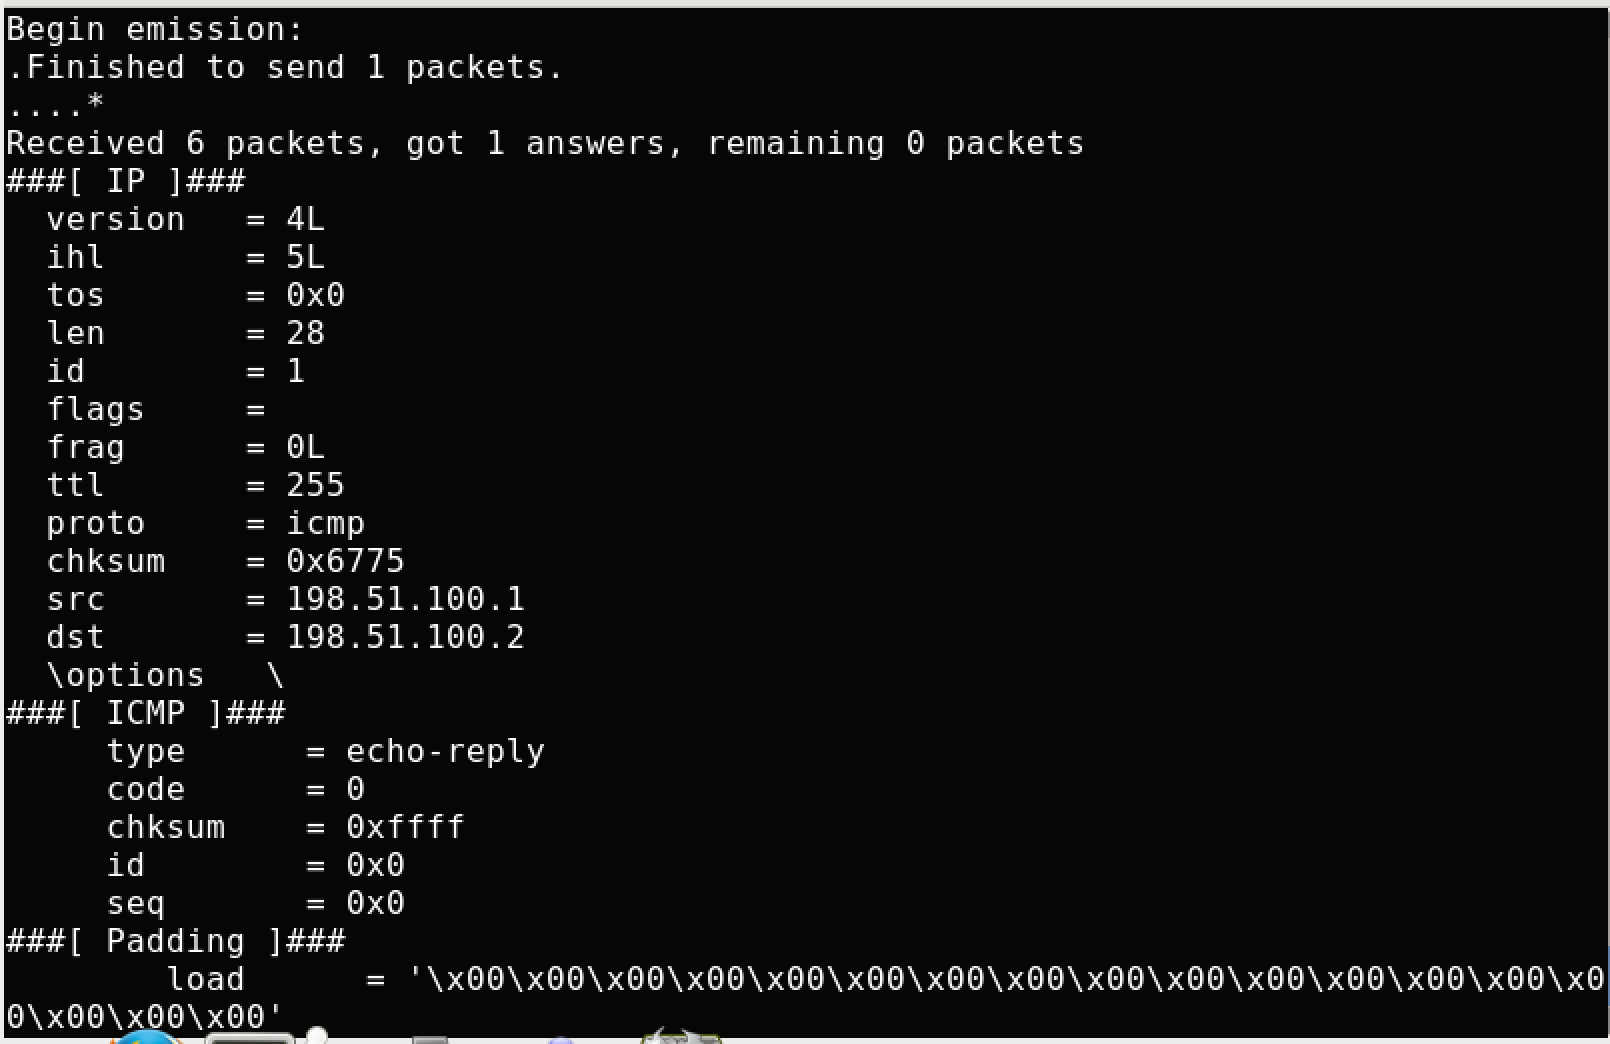 Begin emission:
.Finished to send 1 packets.
....*
Received 6 packets, got 1 answers, remaining 0 packets
###[ IP ]###
  version   = 4L
  ihl       = 5L
  tos       = 0x0
  len       = 28
  id        = 1
  flags     =
  frag      = 0L
  ttl       = 255
  proto     = icmp
  chksum    = 0x6775
  src       = 198.51.100.1
  dst       = 198.51.100.2
  \options   \
###[ ICMP ]###
     type      = echo-reply
     code      = 0
     chksum    = 0xffff
     id        = 0x0
     seq       = 0x0
###[ Padding ]###
        load      = '\x00\x00\x00\x00\x00\x00\x00\x00\x00\x00\x00\x00\x00\x00\x0
0\x00\x00\x00'